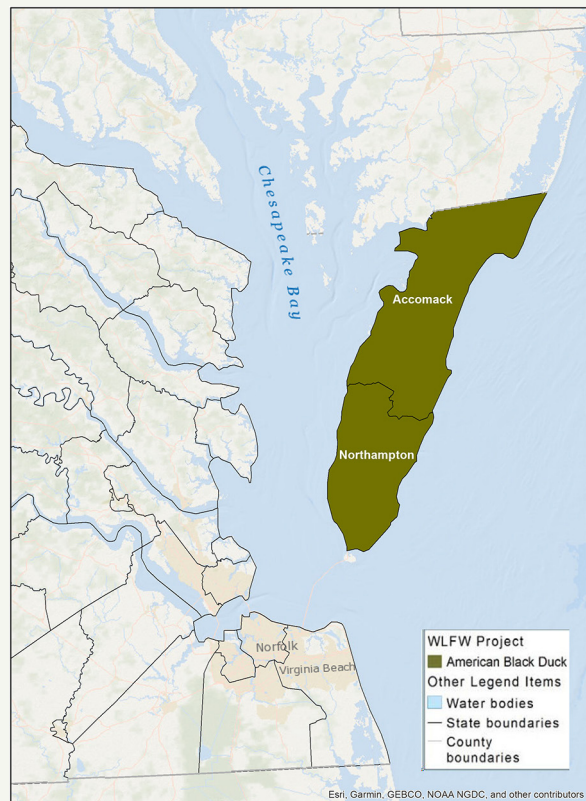 Chesapeake Bay
Accomack
Northampton
Norfolk
Virginia Beach
WLFW Project
American Black Duck
Other Legend Items
Water bodies
State boundaries
County
boundaries
Esri, Garmin, GEBCO, NOAA NGDC, and other contributors